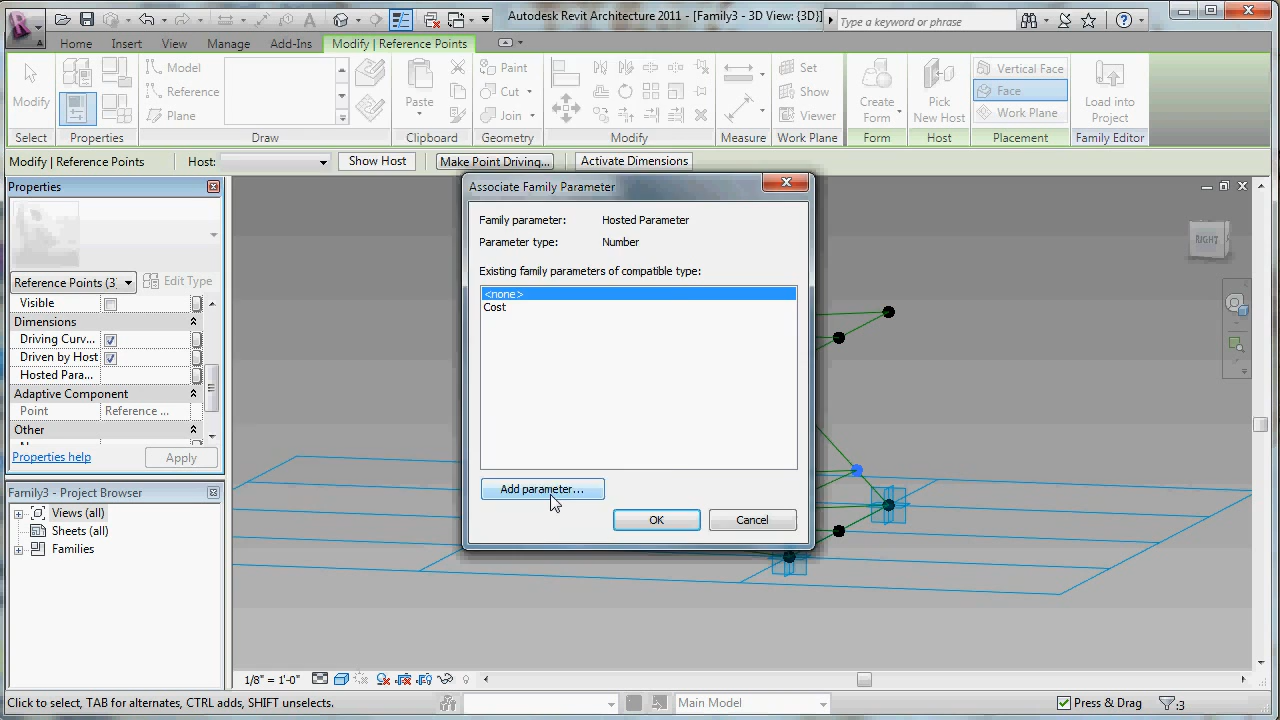 Autodesk Revit Architecture 2011 - [Family3 - 3D View: {3D}]
Type a keyword or phrase
Home Insert View Manage Add-Ins Modify | Reference Points
Modify
Model
Reference
Plane
Paste
Paint
Cut
Join
Set
Show
Viewer
Create
Form
Pick
New Host
Vertical Face
Face
Work Plane
Load into
Project
Select Properties Draw Clipboard Geometry Modify Measure Work Plane Form Host Placement Family Editor
Modify | Reference Points Host: Show Host Make Point Driving... Activate Dimensions
Properties
Reference Points (3
Edit Type
Visible
Dimensions
Driving Curv...
Driven by Host
Hosted Para...
Adaptive Component
Point Reference ...
Other
Properties help Apply
Family3 - Project Browser
Views (all)
Sheets (all)
Families
Associate Family Parameter
Family parameter: Hosted Parameter
Parameter type: Number
Existing family parameters of compatible type:
<none>
Cost
Add parameter...
OK Cancel
RIGHT
1/8" = 1'-0"
Click to select, TAB for alternates, CTRL adds, SHIFT unselects.
Main Model
Press & Drag
:3